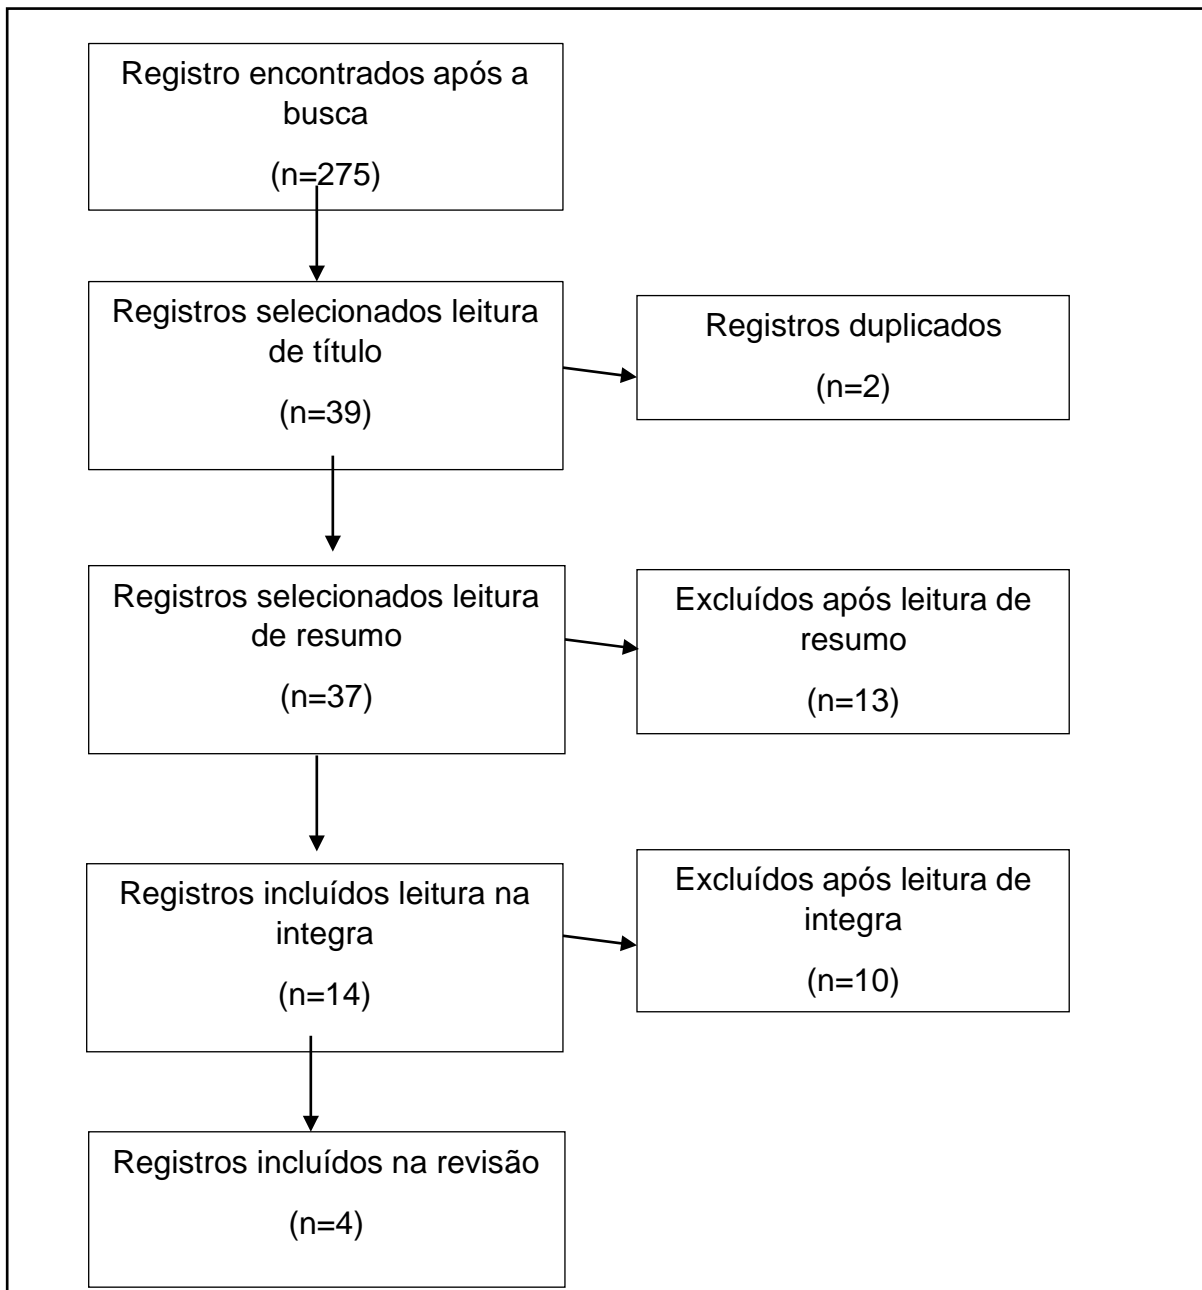 Registro encontrados após a
busca
(n=275)
Registros selecionados leitura
de título
(n=39)
Registros duplicados
(n=2)
Registros selecionados leitura
de resumo
(n=37)
Excluídos após leitura de
resumo
(n=13)
Registros incluídos leitura na
integra
(n=14)
Excluídos após leitura de
integra
(n=10)
Registros incluídos na revisão
(n=4)